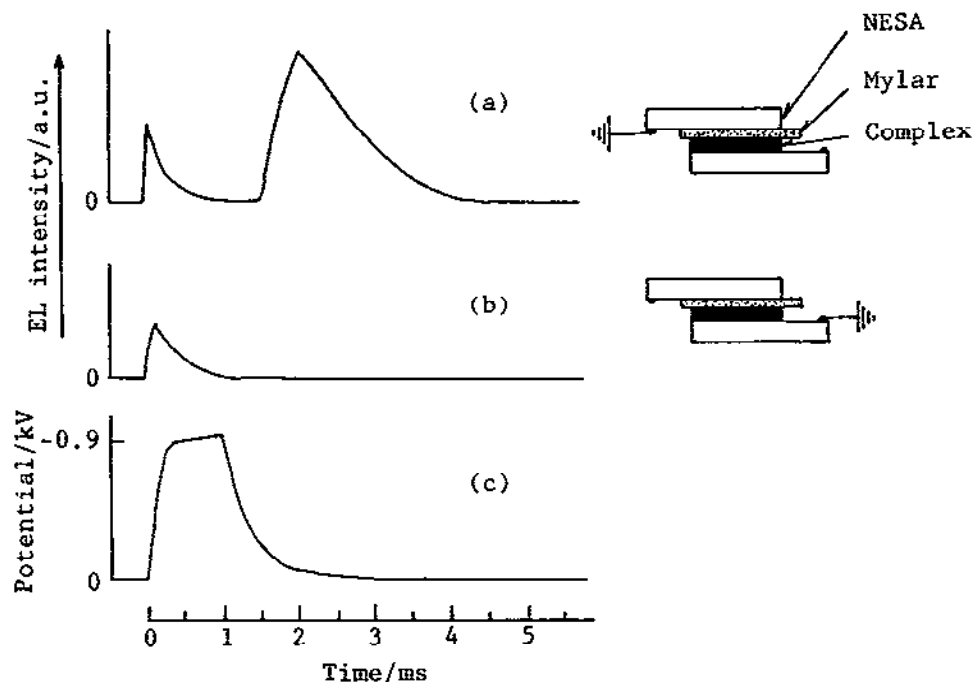 EL intensity/a.u.
0
(a)
NESA
Mylar
Complex
0
(b)
Potential/kV
-0.9
0
(c)
0 1 2 3 4 5
Time/ms